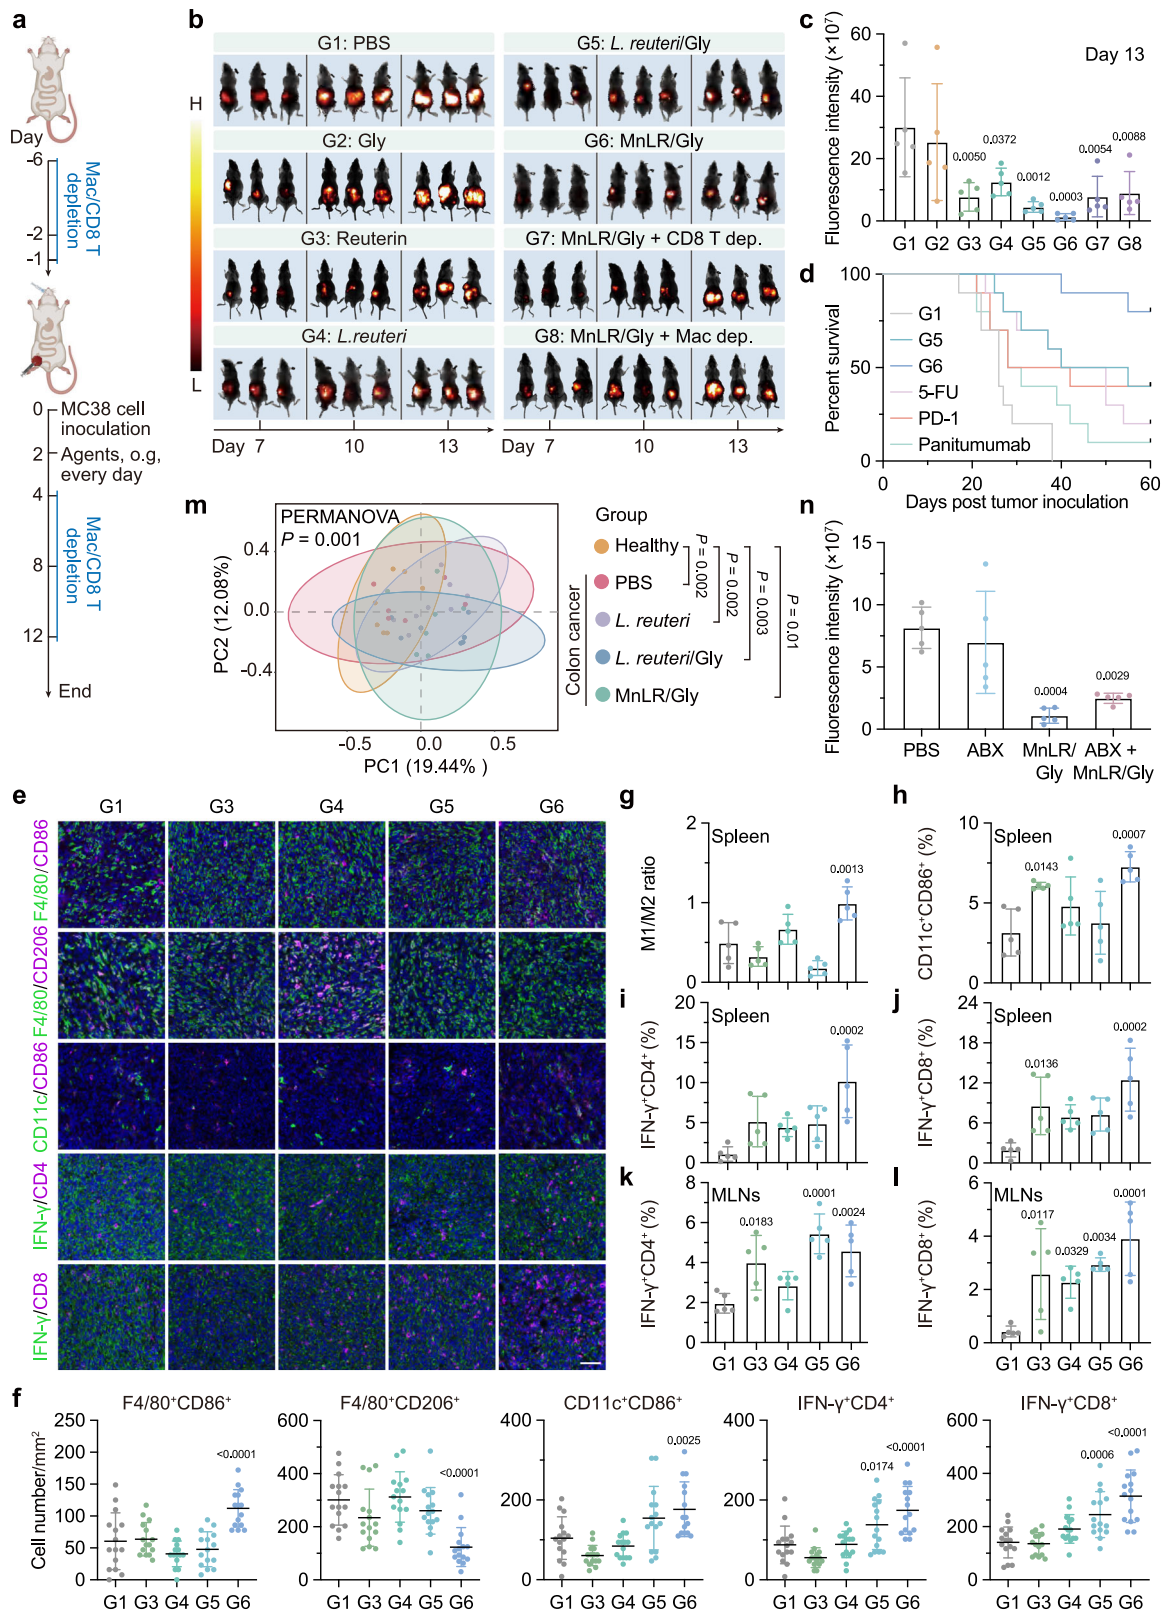 a
Day
-6
-2
-1
Mac/CD8 T
depletion
0
MC38 cell
inoculation
2
Agents, o.g,
every day
4
8
12
Mac/CD8 T
depletion
End
b
H
L
G1: PBS
G5: L. reuteri/Gly
G2: Gly
G6: MnLR/Gly
G3: Reuterin
G7: MnLR/Gly + CD8 T dep.
G4: L.reuteri
G8: MnLR/Gly + Mac dep.
Day 7 10 13 7 10 13
c
Fluorescence intensity (×10⁷)
Day 13
60
40
20
0
0.0050
0.0372
0.0012
0.0003
0.0054
0.0088
G1 G2 G3 G4 G5 G6 G7 G8
d
Percent survival
100
50
0
G1
G5
G6
5-FU
PD-1
Panitumumab
0 20 40 60
Days post tumor inoculation
m
PERMANOVA
P = 0.001
PC2 (12.08%)
0.4
0.0
-0.4
-0.5 0.0 0.5
PC1 (19.44% )
Group
Healthy
PBS
L. reuteri
L. reuteri/Gly
MnLR/Gly
Colon cancer
P = 0.002
P = 0.002
P = 0.003
P = 0.01
n
Fluorescence intensity (×10⁷)
15
10
5
0
0.0004
0.0029
PBS ABX MnLR/ ABX +
Gly MnLR/Gly
e
G1 G3 G4 G5 G6
F4/80/CD86
F4/80/CD206
CD11c/CD86
IFN-γ/CD4
IFN-γ/CD8
g
Spleen
M1/M2 ratio
2
1
0
0.0013
h
Spleen
CD11c⁺CD86⁺ (%)
10
5
0
0.0143
0.0007
i
Spleen
IFN-γ⁺CD4⁺ (%)
20
15
10
5
0
0.0002
j
Spleen
IFN-γ⁺CD8⁺ (%)
24
18
12
6
0
0.0136
0.0002
k
MLNs
IFN-γ⁺CD4⁺ (%)
8
6
4
2
0
0.0183
0.0001
0.0024
G1 G3 G4 G5 G6
l
MLNs
IFN-γ⁺CD8⁺ (%)
6
4
2
0
0.0117
0.0329
0.0034
0.0001
G1 G3 G4 G5 G6
f
Cell number/mm²
F4/80⁺CD86⁺
250
200
150
100
50
0
<0.0001
G1 G3 G4 G5 G6
F4/80⁺CD206⁺
600
400
200
0
<0.0001
G1 G3 G4 G5 G6
CD11c⁺CD86⁺
400
200
0
0.0025
G1 G3 G4 G5 G6
IFN-γ⁺CD4⁺
400
200
0
0.0174
<0.0001
G1 G3 G4 G5 G6
IFN-γ⁺CD8⁺
600
400
200
0
0.0006
<0.0001
G1 G3 G4 G5 G6